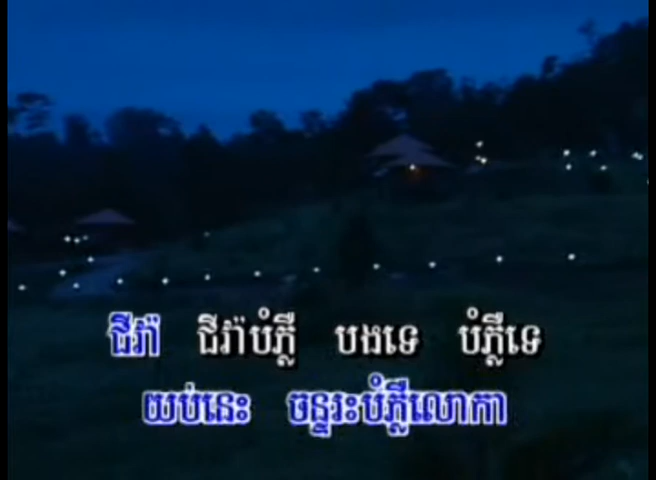 ជីវ៉ា ជីវ៉ាបំភ្លឺ បងទេ បំភ្លឺទេ
យប់នេះ ចន្ទរះបំភ្លឺលោកា